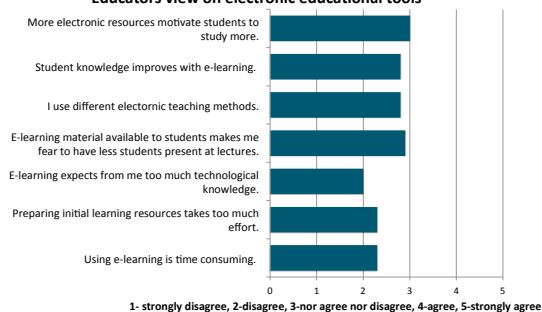 Educators view on electronic educational tools
More electronic resources motivate students to
study more.
Student knowledge improves with e-learning.
I use different electornic teaching methods.
E-learning material available to students makes me
fear to have less students present at lectures.
E-learning expects from me too much technological
knowledge.
Preparing initial learning resources takes too much
effort.
Using e-learning is time consuming.
0 1 2 3 4 5
1- strongly disagree, 2-disagree, 3-nor agree nor disagree, 4-agree, 5-strongly agree